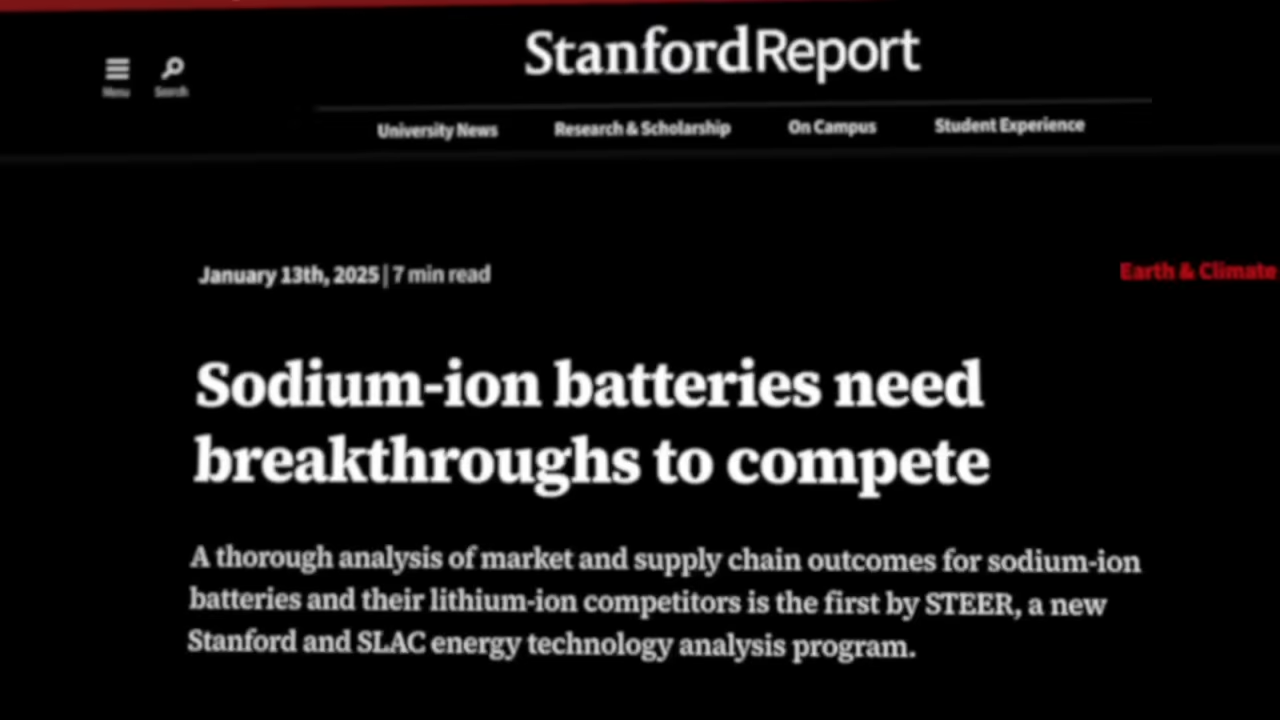 StanfordReport
Menu
Search
University News
Research & Scholarship
On Campus
Student Experience
January 13th, 2025 | 7 min read
Earth & Climate
Sodium-ion batteries need
breakthroughs to compete
A thorough analysis of market and supply chain outcomes for sodium-ion
batteries and their lithium-ion competitors is the first by STEER, a new
Stanford and SLAC energy technology analysis program.